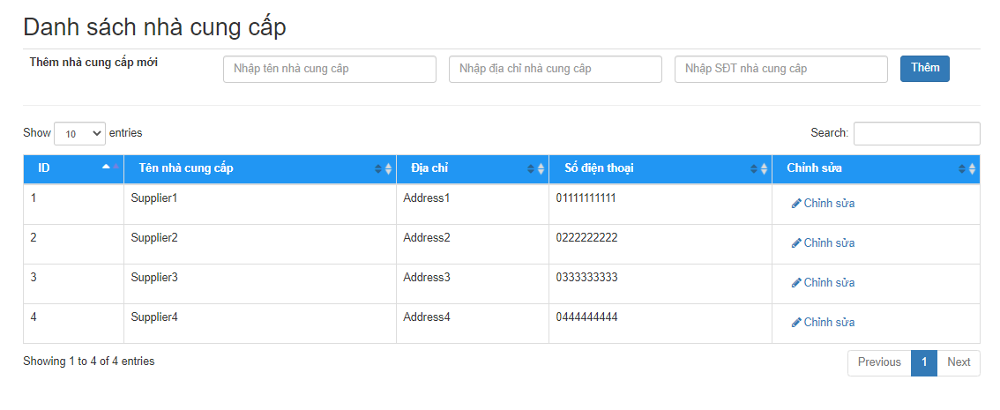 Danh sách nhà cung cấp
Thêm nhà cung cấp mới Nhập tên nhà cung cấp Nhập địa chỉ nhà cung cấp Nhập SĐT nhà cung cấp Thêm
Show 10 entries Search:
ID Tên nhà cung cấp Địa chỉ Số điện thoại Chỉnh sửa
1 Supplier1 Address1 01111111111 Chỉnh sửa
2 Supplier2 Address2 0222222222 Chỉnh sửa
3 Supplier3 Address3 0333333333 Chỉnh sửa
4 Supplier4 Address4 0444444444 Chỉnh sửa
Showing 1 to 4 of 4 entries Previous 1 Next